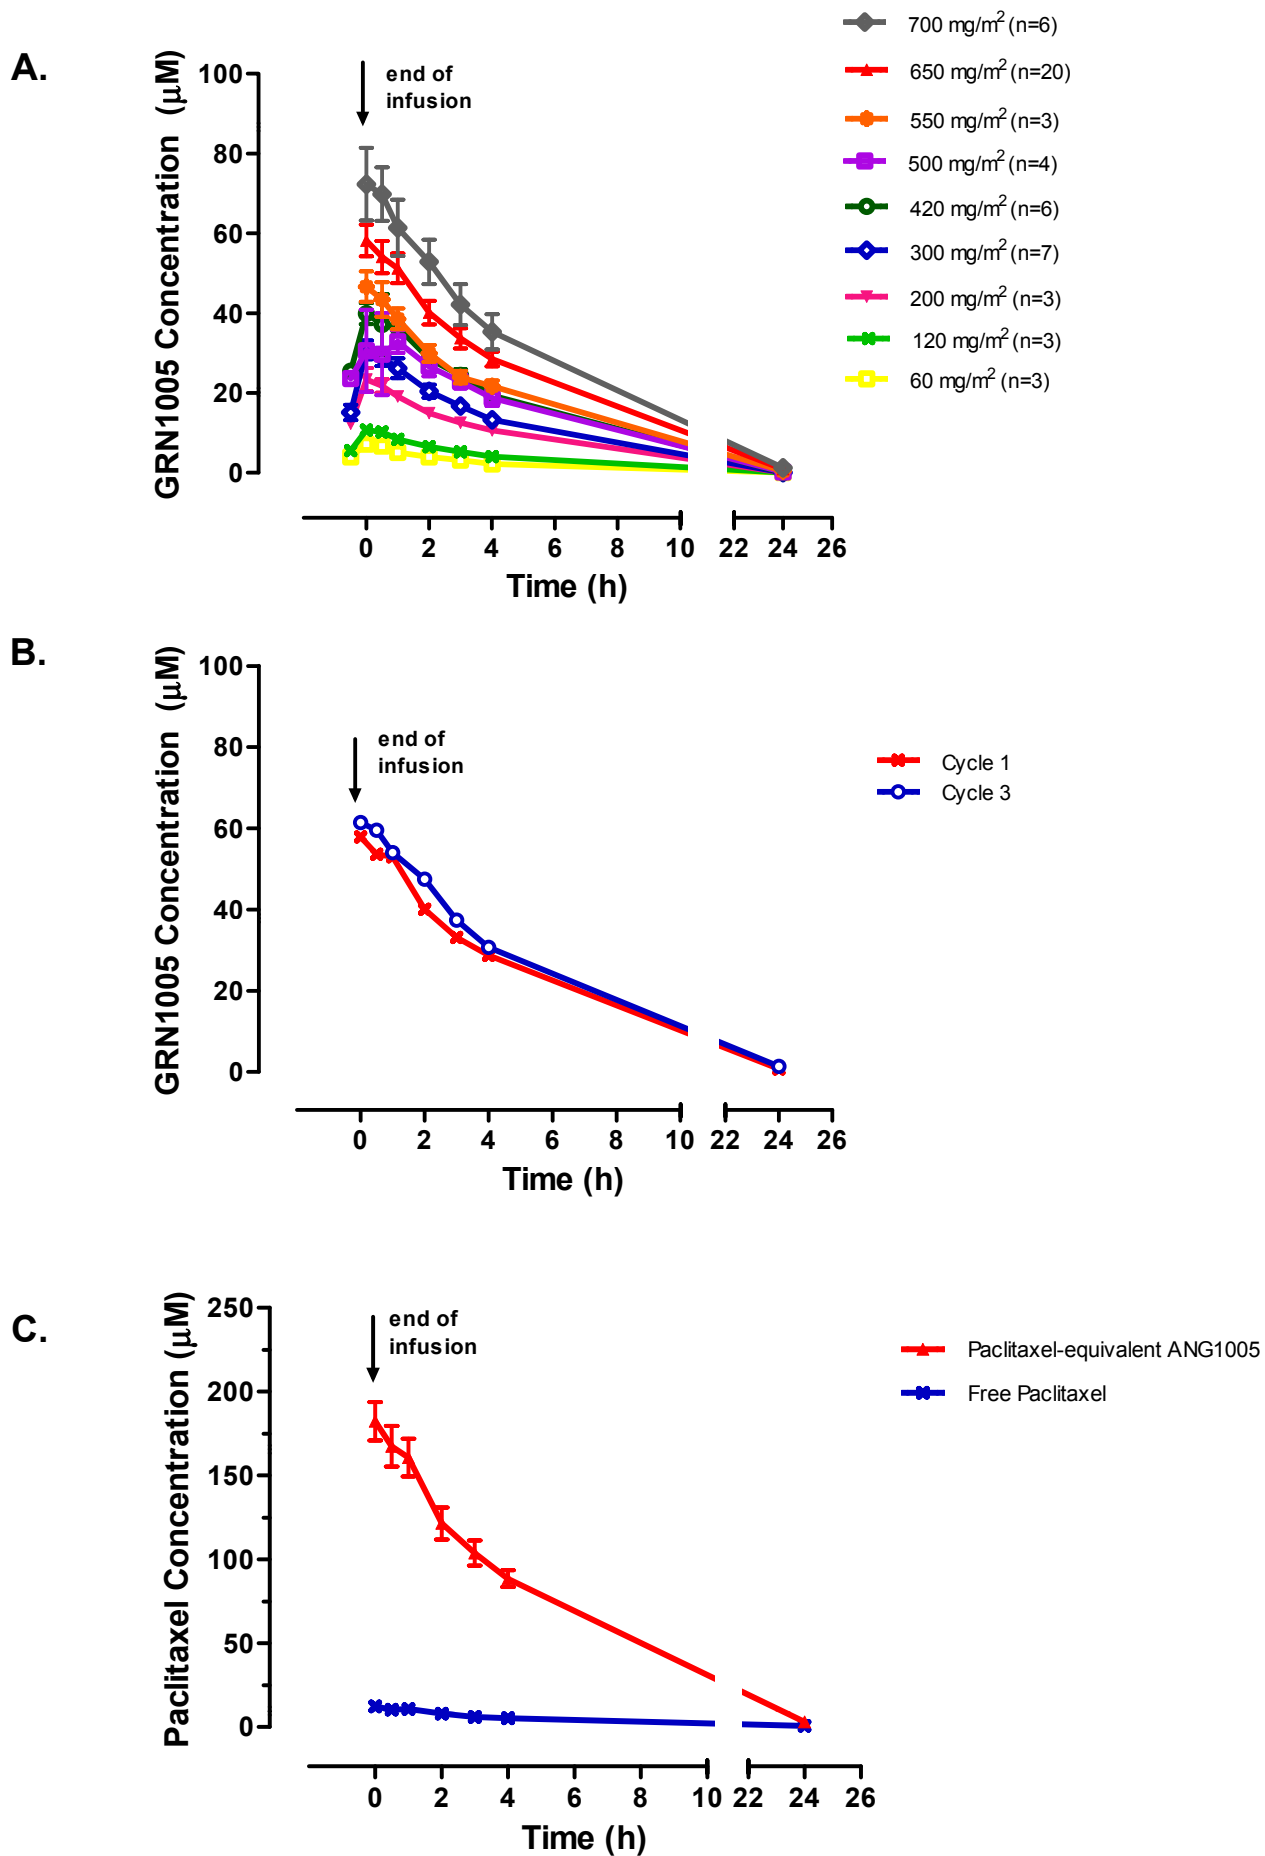 A.
GRN1005 Concentration (μM)
100
80
60
40
20
0
end of
infusion
0 2 4 6 8 10 22 24 26
Time (h)
700 mg/m² (n=6)
650 mg/m² (n=20)
550 mg/m² (n=3)
500 mg/m² (n=4)
420 mg/m² (n=6)
300 mg/m² (n=7)
200 mg/m² (n=3)
120 mg/m² (n=3)
60 mg/m² (n=3)
B.
GRN1005 Concentration (μM)
100
80
60
40
20
0
end of
infusion
0 2 4 6 8 10 22 24 26
Time (h)
Cycle 1
Cycle 3
C.
Paclitaxel Concentration (μM)
250
200
150
100
50
0
end of
infusion
0 2 4 6 8 10 22 24 26
Time (h)
Paclitaxel-equivalent ANG1005
Free Paclitaxel